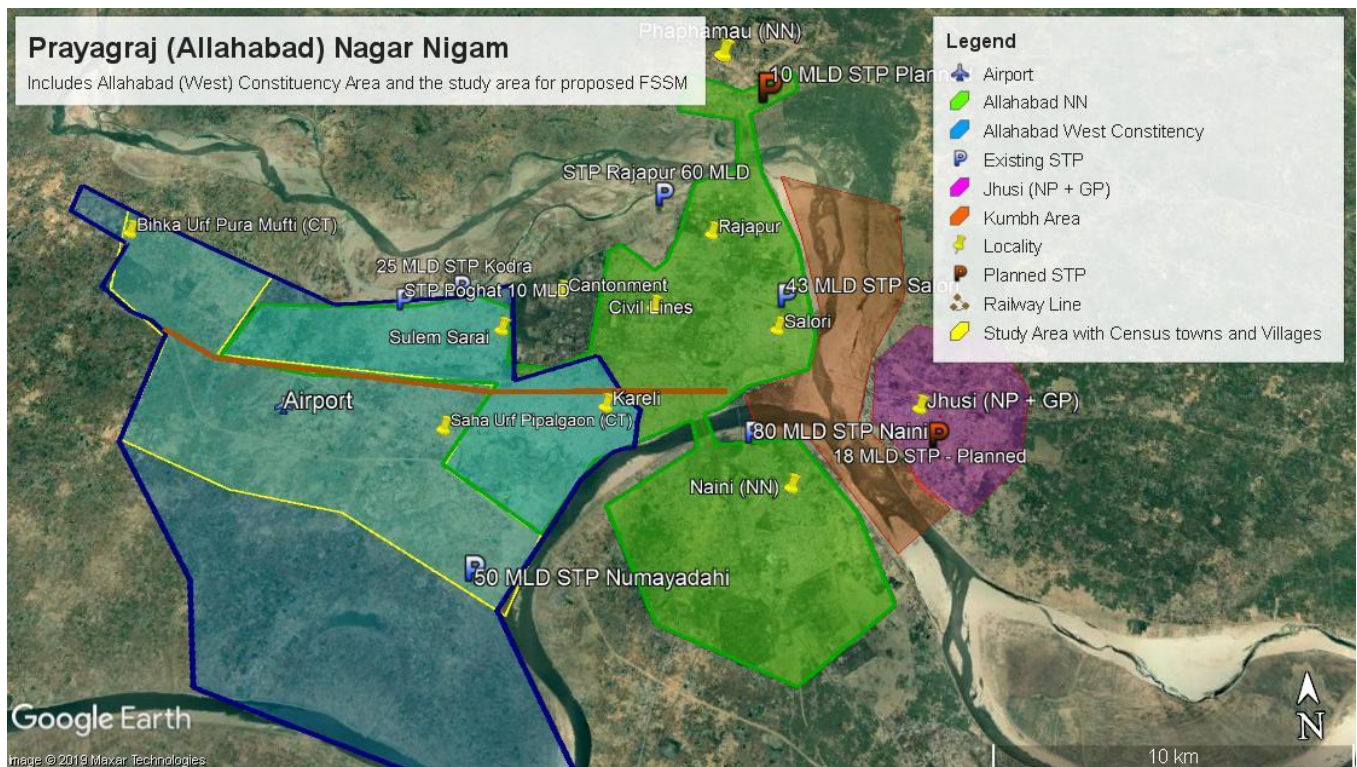 Prayagraj (Allahabad) Nagar Nigam
Includes Allahabad (West) Constituency Area and the study area for proposed FSSM
Phaphamau (NN)
10 MLD STP Planned
STP Rajapur 60 MLD
Bihka Urf Pura Mufti (CT)
Rajapur
25 MLD STP Kodra
STP Poghat 10 MLD
Cantonment
43 MLD STP Salori
Civil Lines
Salori
Sulem Sarai
Airport
Kareli
Jhusi (NP + GP)
Saha Urf Pipalgaon (CT)
80 MLD STP Naini
18 MLD STP - Planned
Naini (NN)
50 MLD STP Numayadahi
Legend
Airport
Allahabad NN
Allahabad West Constitency
Existing STP
Jhusi (NP + GP)
Kumbh Area
Locality
Planned STP
Railway Line
Study Area with Census towns and Villages
Google Earth
Image © 2019 Maxar Technologies
N
10 km